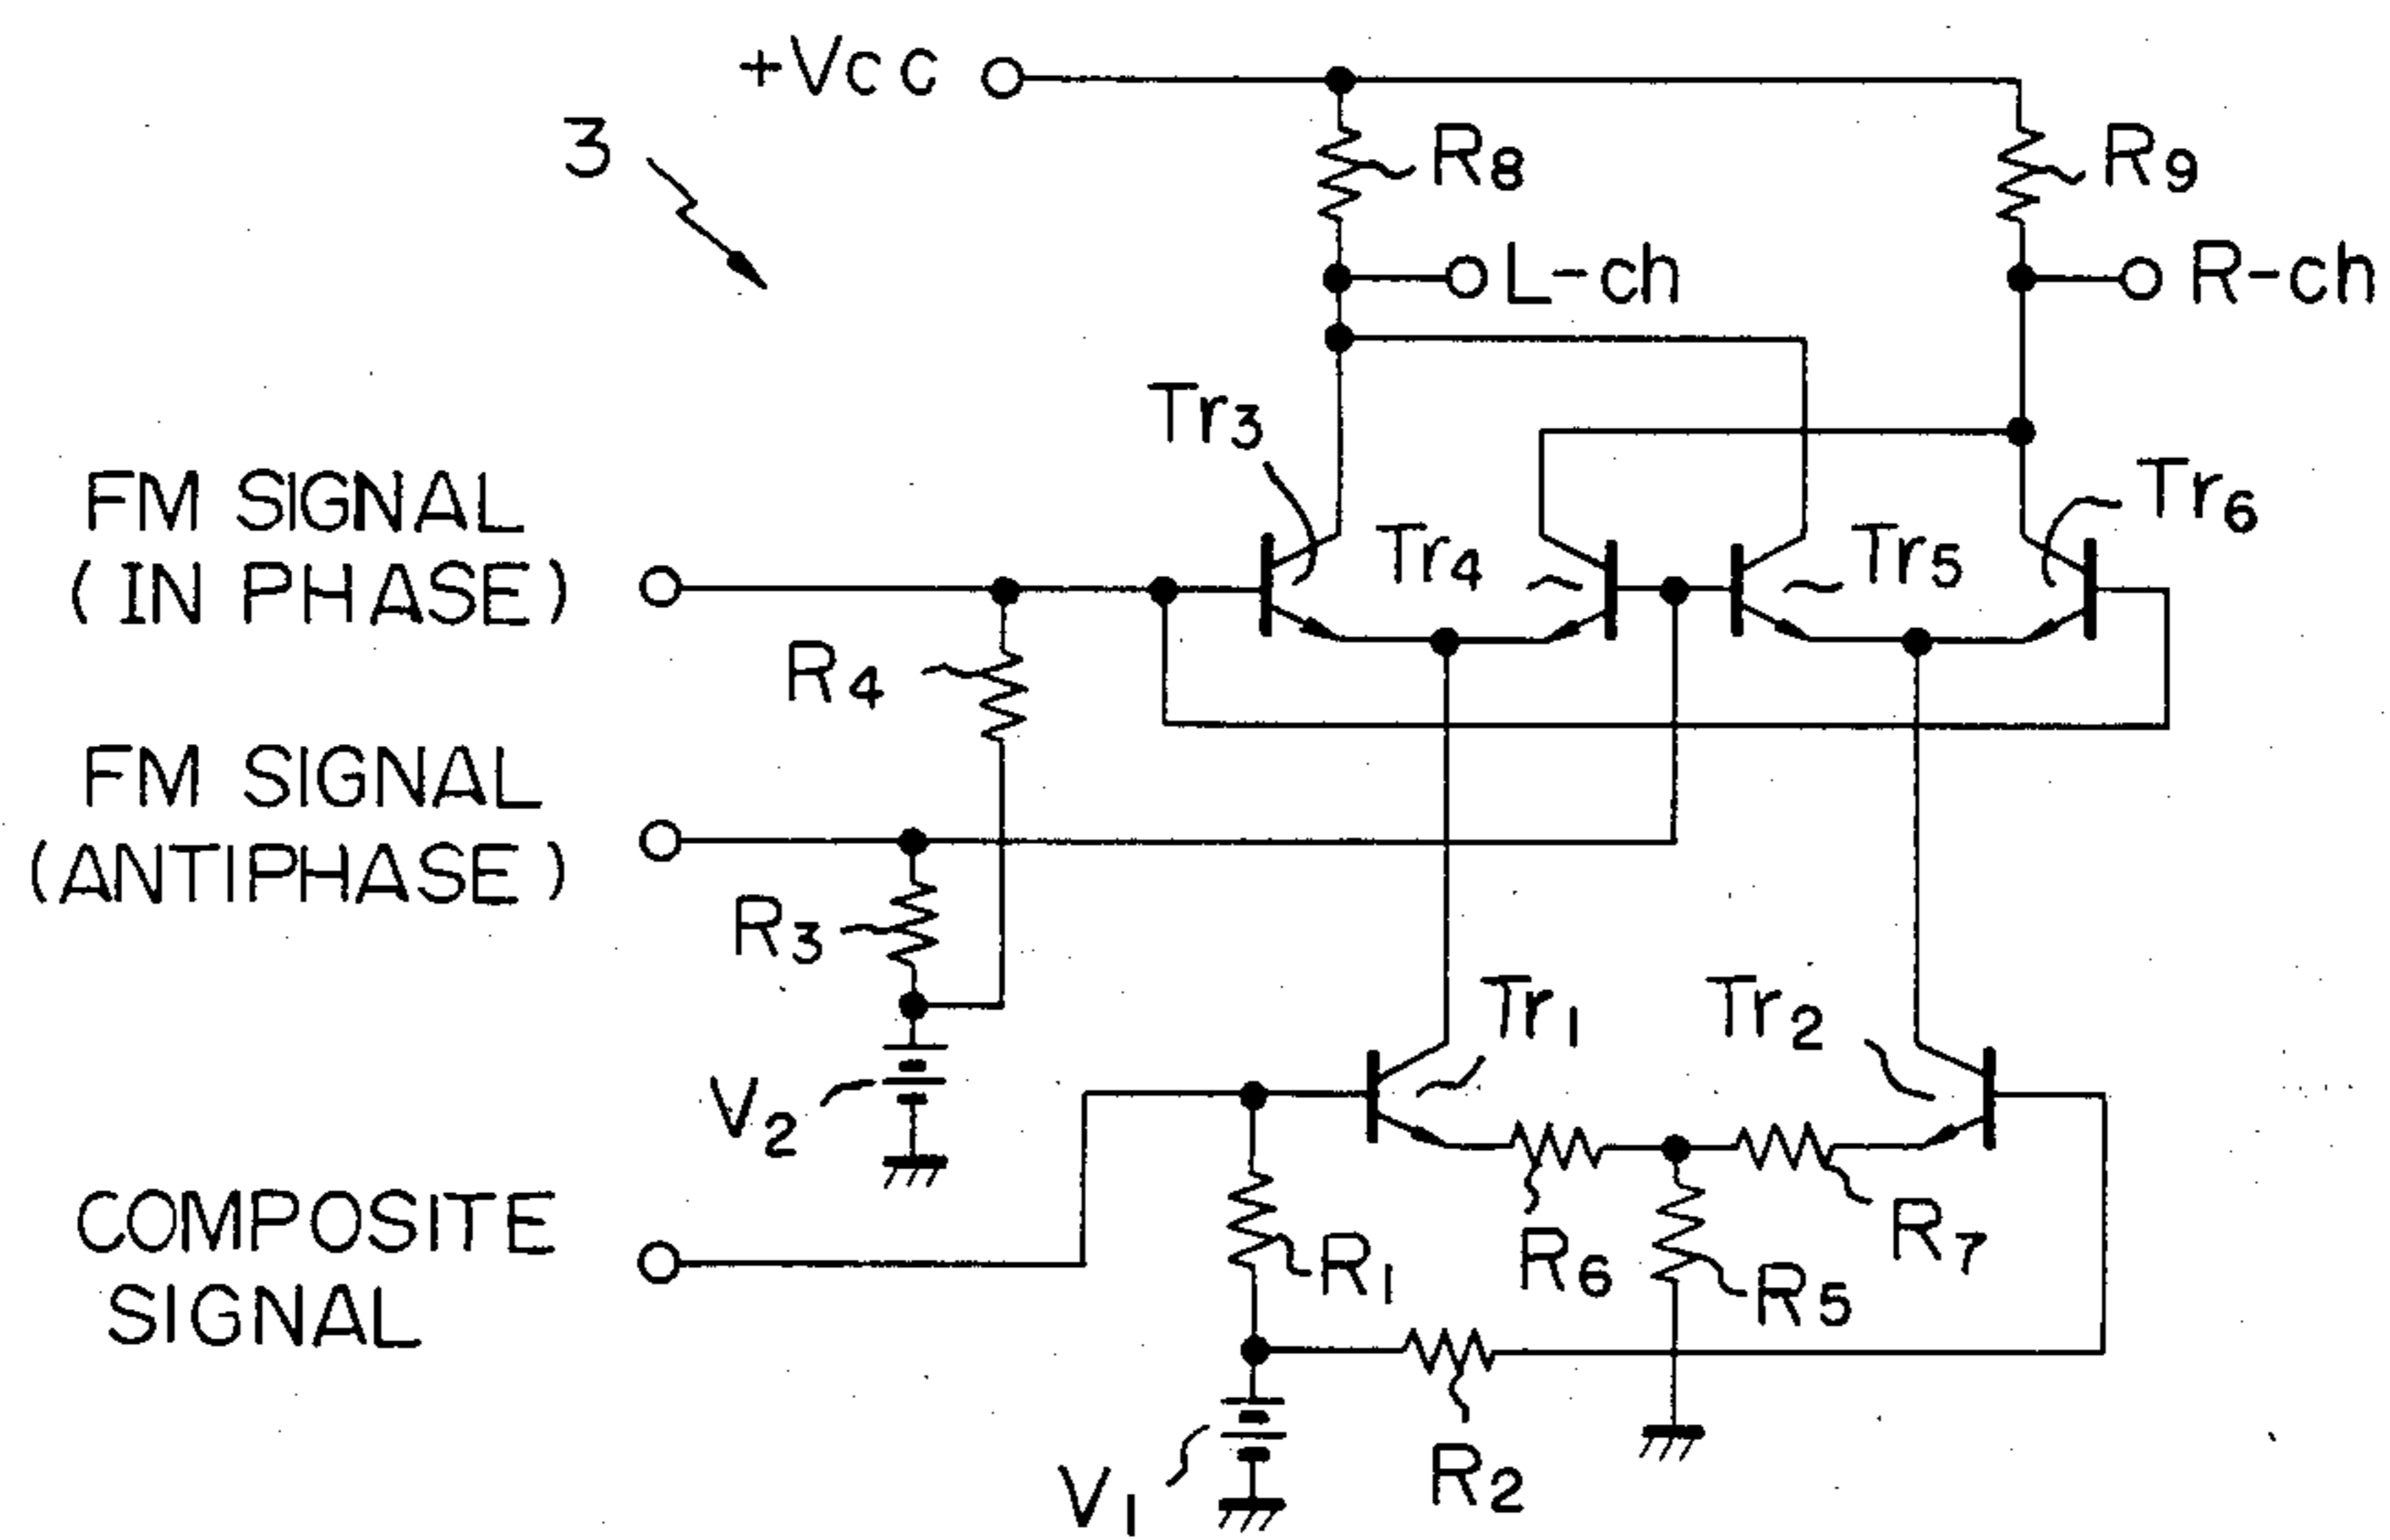 +Vcc
3
R8
R9
L-ch
R-ch
Tr3
Tr4
Tr5
Tr6
FM SIGNAL
(IN PHASE)
R4
FM SIGNAL
(ANTIPHASE)
R3
V2
Tr1
Tr2
COMPOSITE
SIGNAL
R1
R6
R5
R7
R2
V1